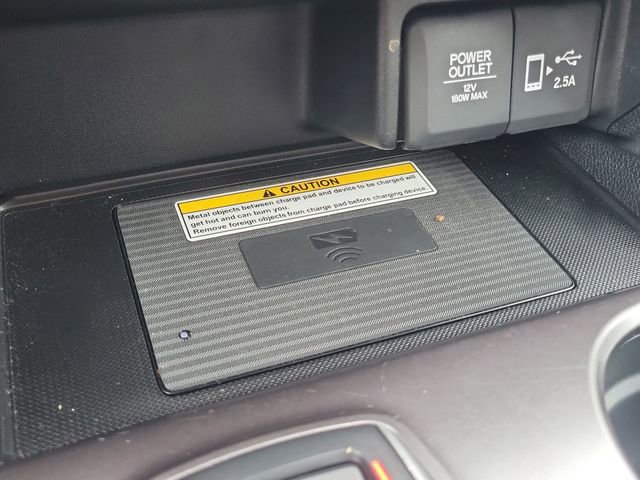 POWER
OUTLET
12V
180W MAX
2.5A
CAUTION
Metal objects between charge pad and device to be charged will
get hot and can burn you.
Remove foreign objects from charge pad before charging device.